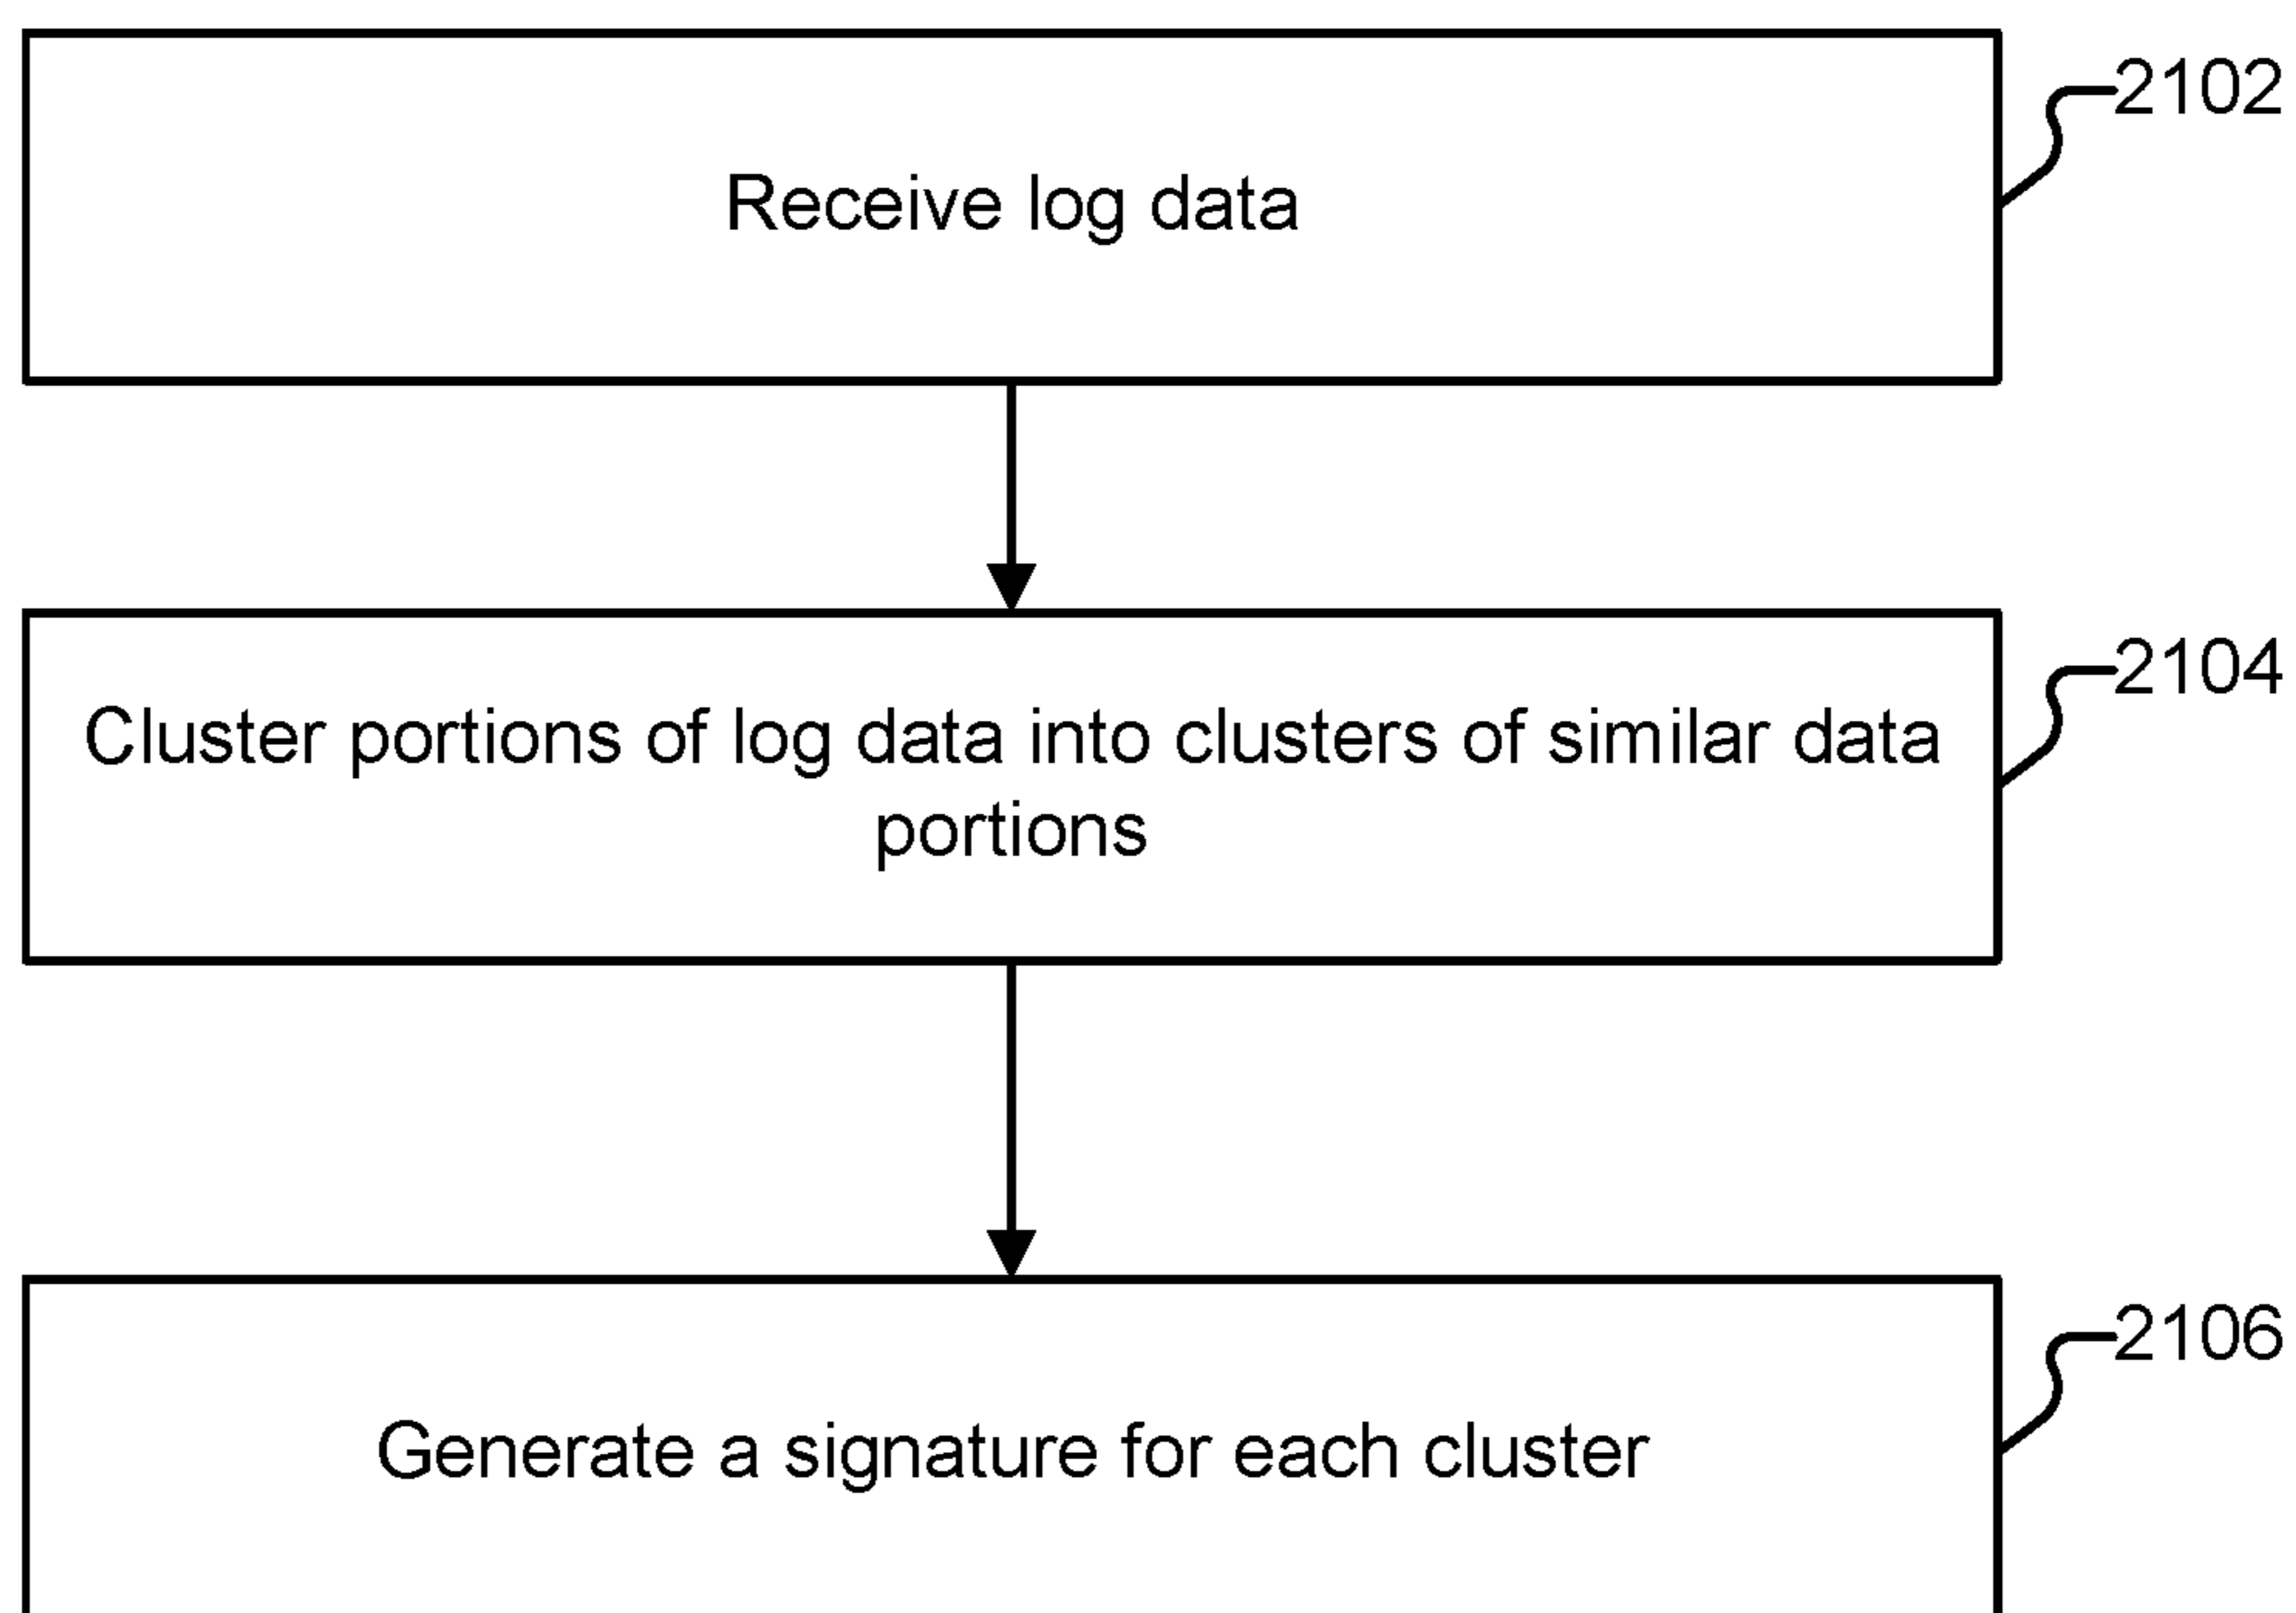 2102
Receive log data
2104
Cluster portions of log data into clusters of similar data
portions
2106
Generate a signature for each cluster